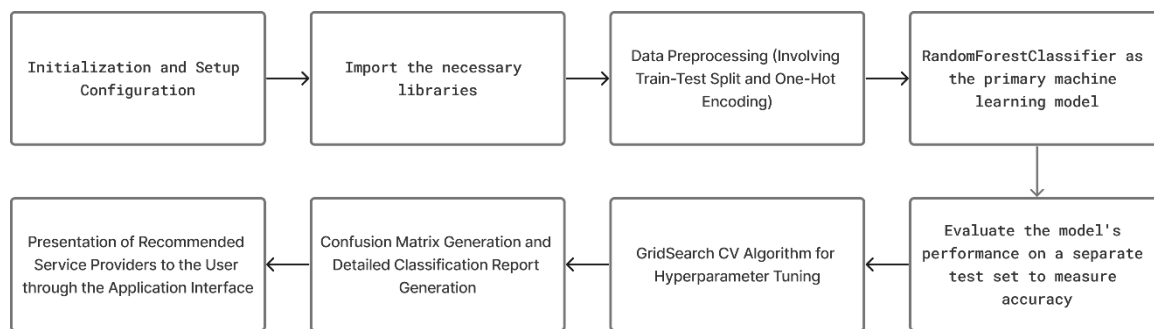 Initialization and Setup
Configuration
Import the necessary
libraries
Data Preprocessing (Involving
Train-Test Split and One-Hot
Encoding)
RandomForestClassifier as
the primary machine
learning model
Evaluate the model's
performance on a separate
test set to measure
accuracy
GridSearch CV Algorithm for
Hyperparameter Tuning
Confusion Matrix Generation and
Detailed Classification Report
Generation
Presentation of Recommended
Service Providers to the User
through the Application Interface